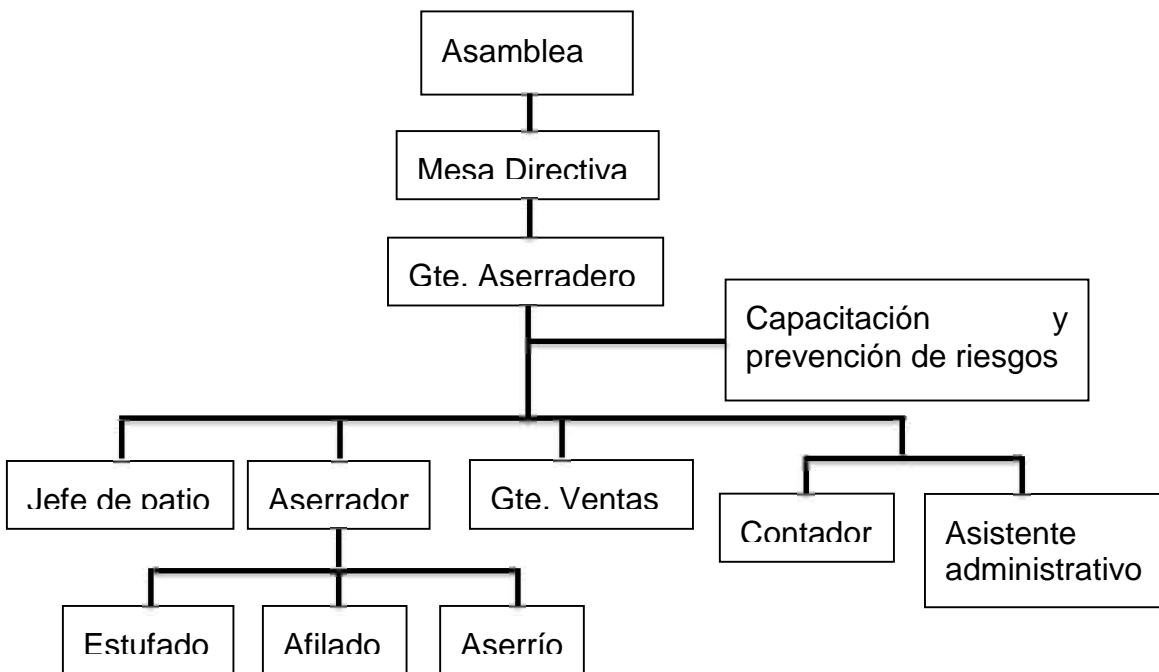 Asamblea
Mesa Directiva
Gte. Aserradero
Capacitación y
prevención de riesgos
Jefe de patio
Aserrador
Gte. Ventas
Contador
Asistente
administrativo
Estufado
Afilado
Aserrío